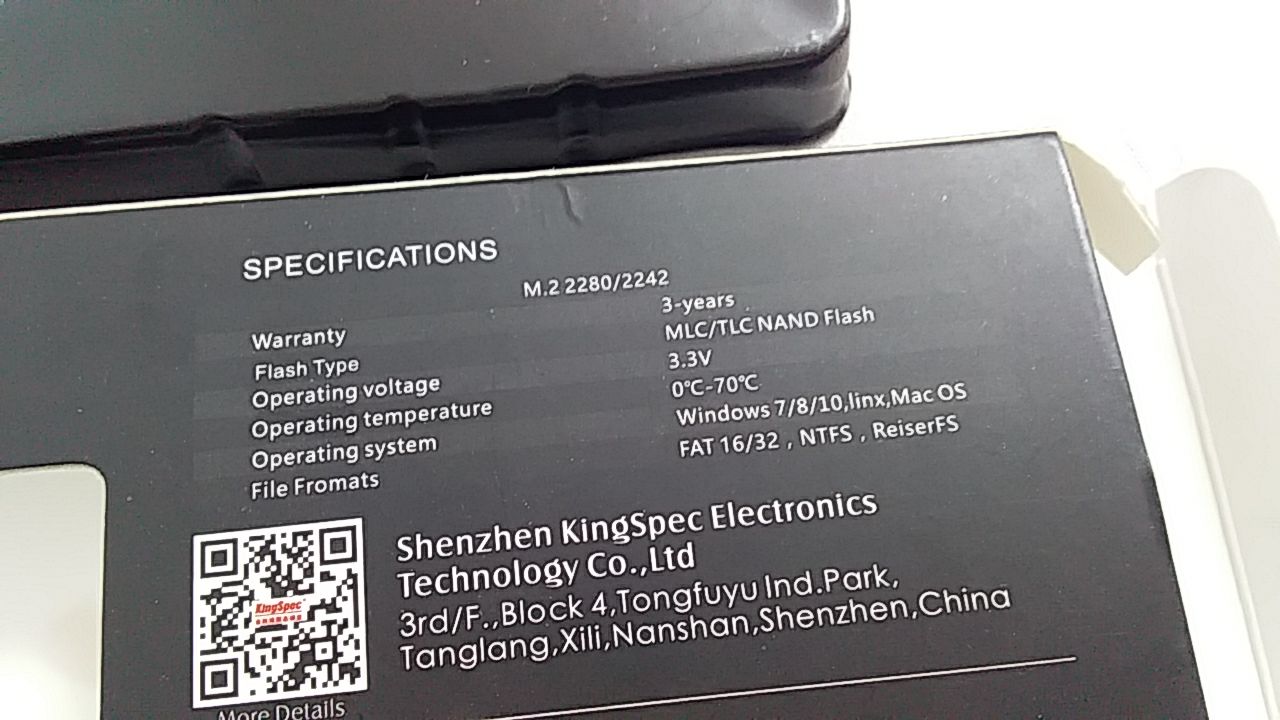 SPECIFICATIONS
M.2 2280/2242
Warranty 3-years
Flash Type MLC/TLC NAND Flash
Operating voltage 3.3V
Operating temperature 0℃-70℃
Operating system Windows 7/8/10,linx,Mac OS
File Fromats FAT 16/32 , NTFS , ReiserFS
Shenzhen KingSpec Electronics
Technology Co.,Ltd
3rd/F.,Block 4,Tongfuyu Ind.Park,
Tanglang,Xili,Nanshan,Shenzhen,China
KingSpec
More Details